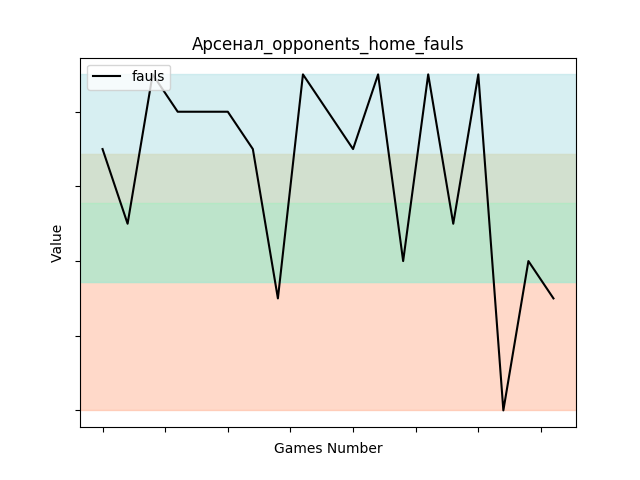 Арсенал_opponents_home_fauls
fauls
Value
Games Number